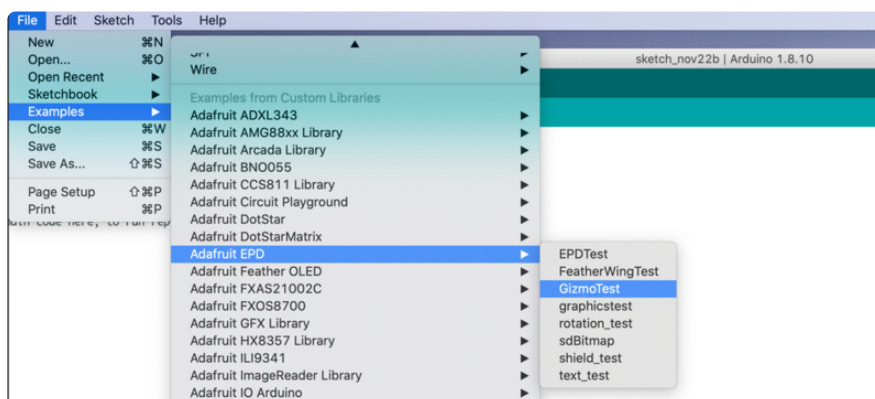 File Edit Sketch Tools Help
sketch_nov22b | Arduino 1.8.10
New ⌘N
Open... ⌘O
Open Recent ▶
Sketchbook ▶
Examples ▶
Close ⌘W
Save ⌘S
Save As... ⇧⌘S
Page Setup ⇧⌘P
Print ⌘P
SPI
Wire
Examples from Custom Libraries
Adafruit ADXL343
Adafruit AMG88xx Library
Adafruit Arcada Library
Adafruit BNO055
Adafruit CCS811 Library
Adafruit Circuit Playground
Adafruit DotStar
Adafruit DotStarMatrix
Adafruit EPD
Adafruit Feather OLED
Adafruit FXAS21002C
Adafruit FXOS8700
Adafruit GFX Library
Adafruit HX8357 Library
Adafruit ILI9341
Adafruit ImageReader Library
Adafruit IO Arduino
EPDTest
FeatherWingTest
GizmoTest
graphicstest
rotation_test
sdBitmap
shield_test
text_test